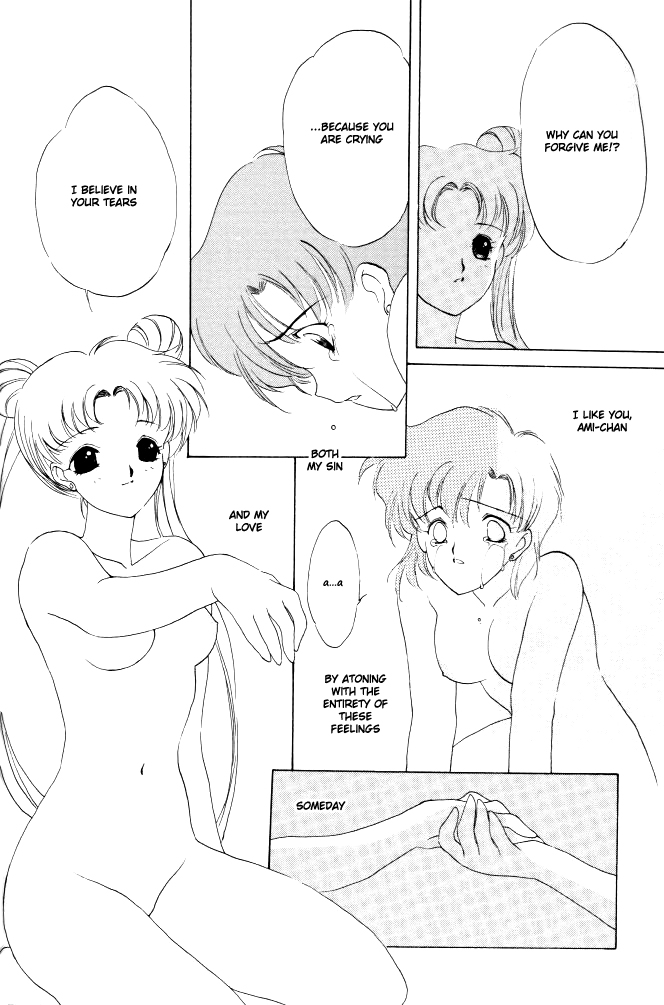 WHY CAN YOU
FORGIVE ME!?
...BECAUSE YOU
ARE CRYING
I BELIEVE IN
YOUR TEARS
I LIKE YOU,
AMI-CHAN
BOTH
MY SIN
AND MY
LOVE
a...a
BY ATONING
WITH THE
ENTIRETY OF
THESE
FEELINGS
SOMEDAY